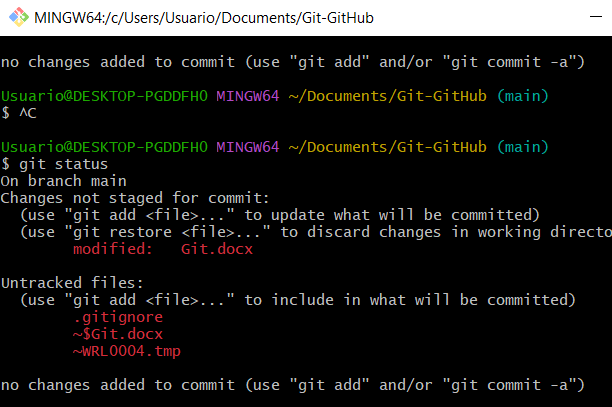 MINGW64:/c/Users/Usuario/Documents/Git-GitHub
no changes added to commit (use "git add" and/or "git commit -a")
Usuario@DESKTOP-PGDDFHO MINGW64 ~/Documents/Git-GitHub (main)
$ ^C
Usuario@DESKTOP-PGDDFHO MINGW64 ~/Documents/Git-GitHub (main)
$ git status
On branch main
Changes not staged for commit:
  (use "git add <file>..." to update what will be committed)
  (use "git restore <file>..." to discard changes in working directo
        modified:   Git.docx
Untracked files:
  (use "git add <file>..." to include in what will be committed)
        .gitignore
        ~$Git.docx
        ~WRL0004.tmp
no changes added to commit (use "git add" and/or "git commit -a")